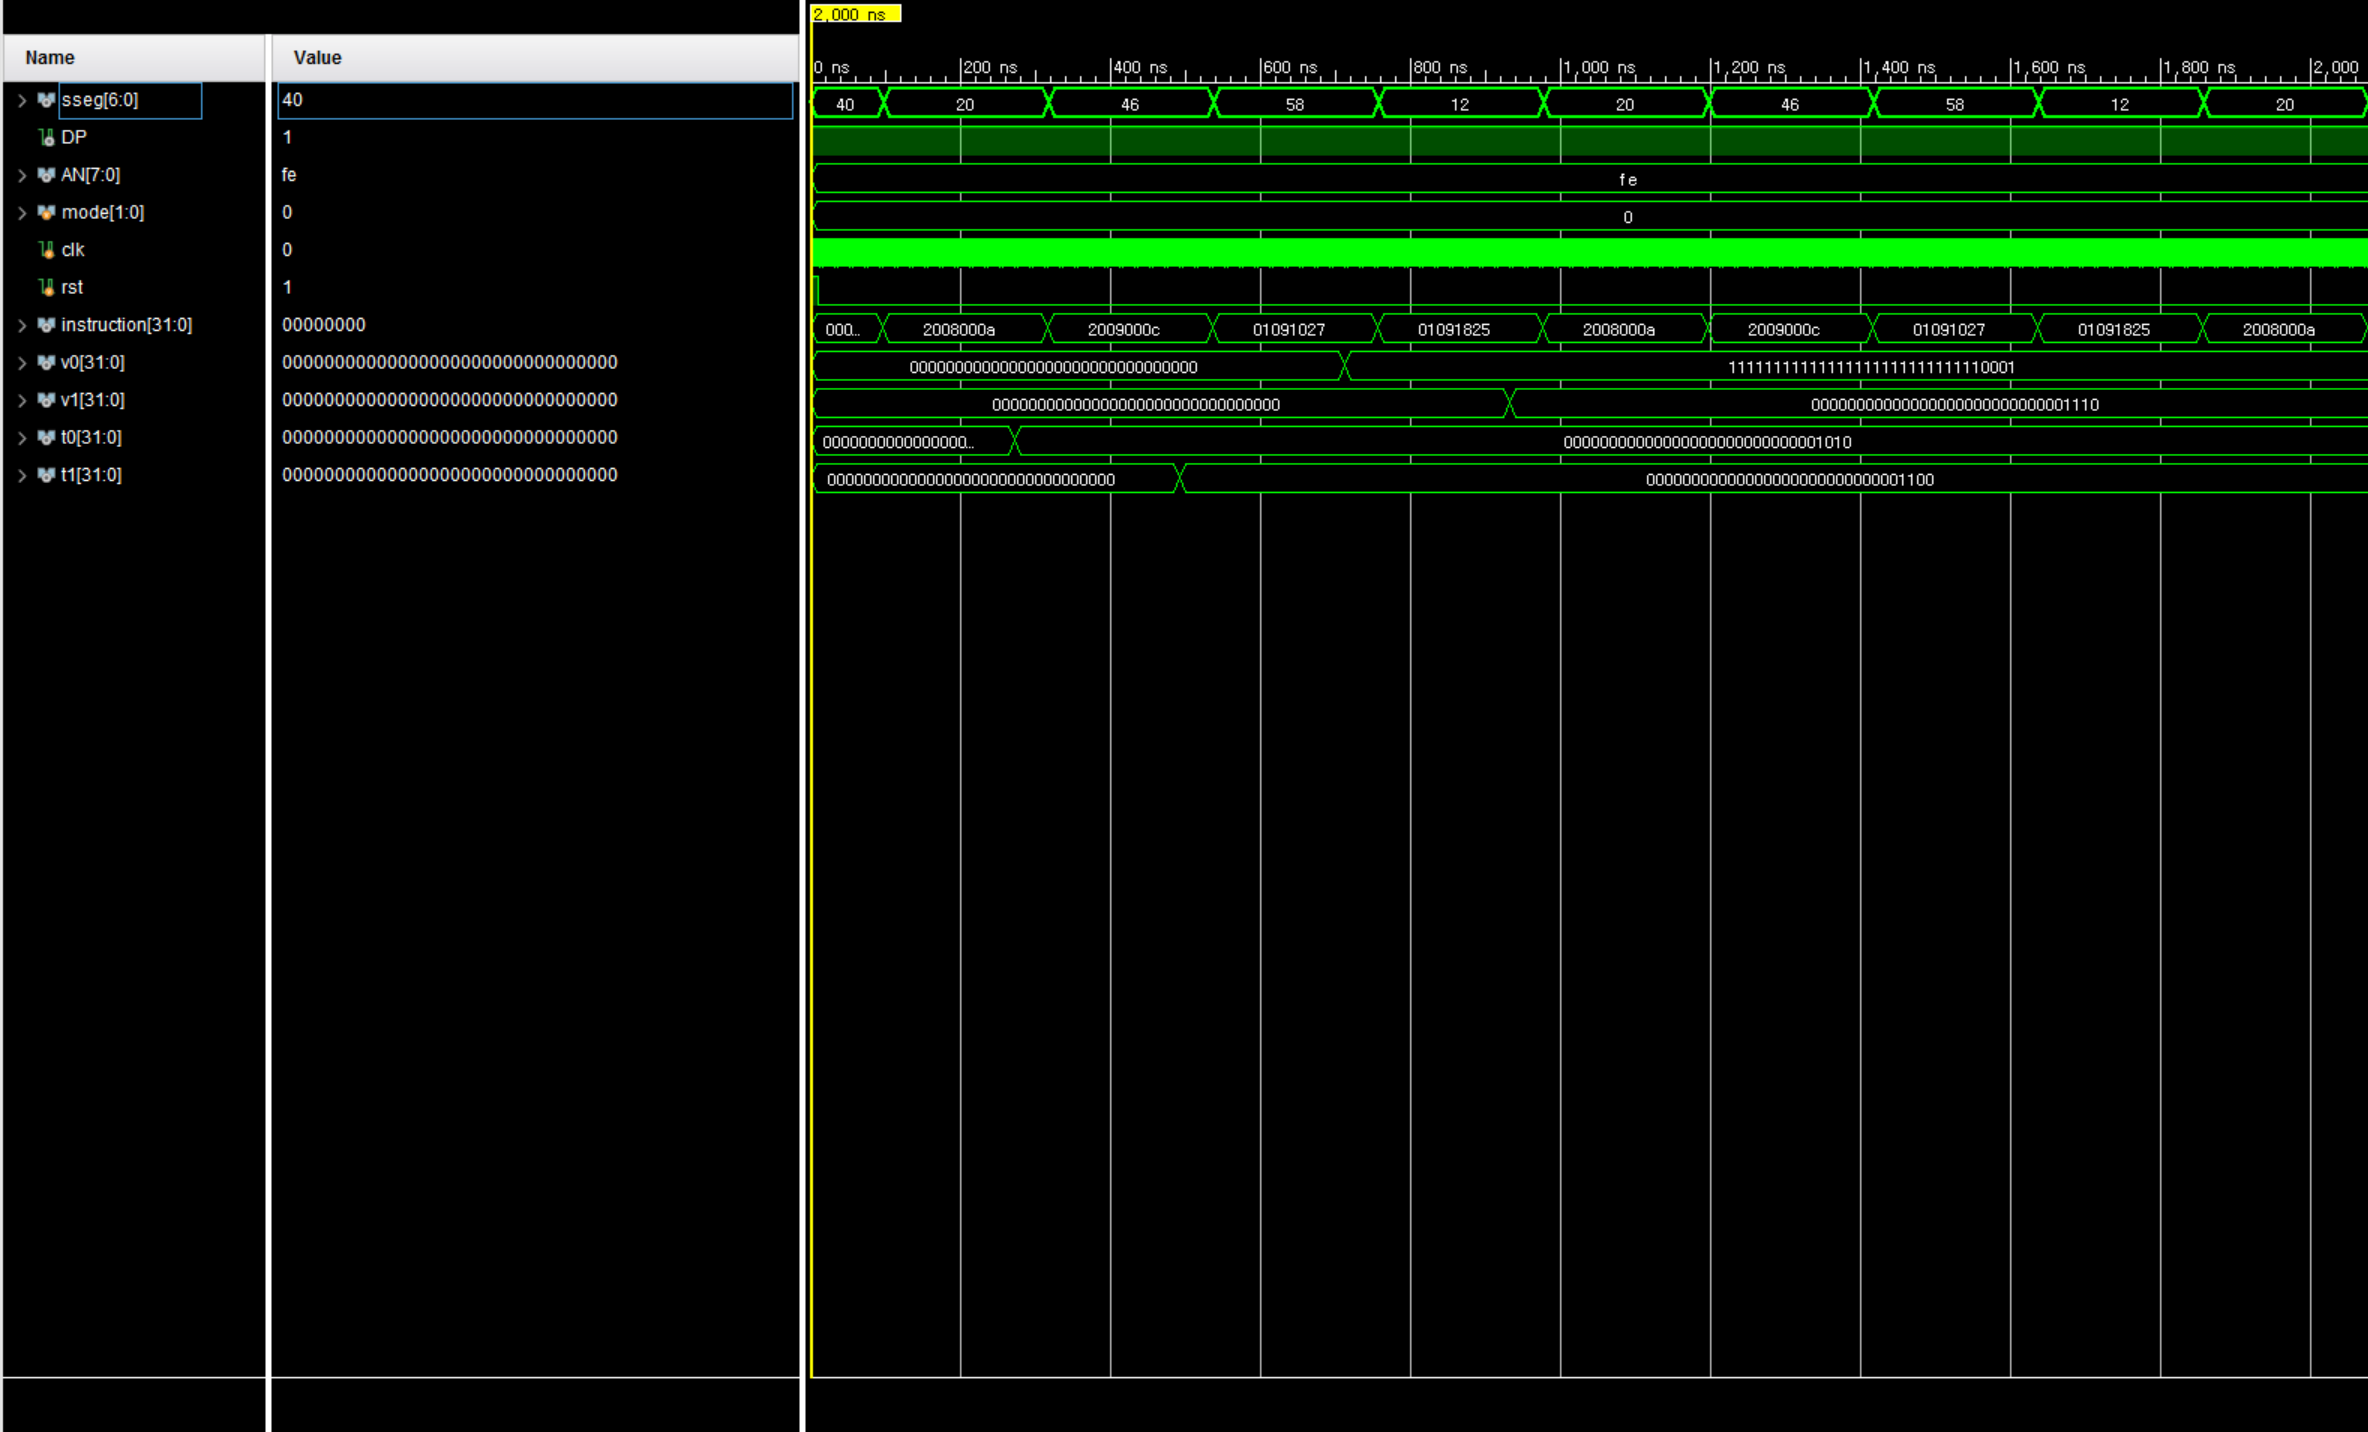 2,000 ns
Name Value
0 ns 200 ns 400 ns 600 ns 800 ns 1,000 ns 1,200 ns 1,400 ns 1,600 ns 1,800 ns 2,000
sseg[6:0] 40 40 20 46 58 12 20 46 58 12 20
DP 1
AN[7:0] fe fe
mode[1:0] 0 0
clk 0
rst 1
instruction[31:0] 00000000 000... 2008000a 2009000c 01091027 01091825 2008000a 2009000c 01091027 01091825 2008000a
v0[31:0] 00000000000000000000000000000000 00000000000000000000000000000000 11111111111111111111111111110001
v1[31:0] 00000000000000000000000000000000 00000000000000000000000000000000 00000000000000000000000000001110
t0[31:0] 00000000000000000000000000000000 0000000000000000... 00000000000000000000000000001010
t1[31:0] 00000000000000000000000000000000 00000000000000000000000000000000 00000000000000000000000000001100